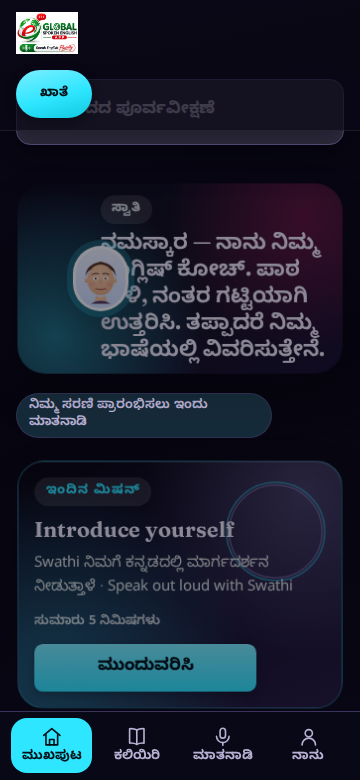 GLOBAL
SPOKEN ENGLISH
ಖಾತೆ
ಪೂರ್ವವೀಕ್ಷಣೆ
ಸ್ವಾತಿ
ನಮಸ್ಕಾರ — ನಾನು ನಿಮ್ಮ
ಕೋಚ್. ಪಾಠ
ನಂತರ ಗಟ್ಟಿಯಾಗಿ
ಉತ್ತರಿಸಿ. ತಪ್ಪಾದರೆ ನಿಮ್ಮ
ಭಾಷೆಯಲ್ಲಿ ವಿವರಿಸುತ್ತೇನೆ.
ನಿಮ್ಮ ಸರಣಿ ಪ್ರಾರಂಭಿಸಲು ಇಂದು
ಮಾತನಾಡಿ
ಇಂದಿನ ಮಿಷನ್
Introduce yourself
Swathi ನಿಮಗೆ ಕನ್ನಡದಲ್ಲಿ ಮಾರ್ಗದರ್ಶನ
ನೀಡುತ್ತಾಳೆ · Speak out loud with Swathi
ಸುಮಾರು 5 ನಿಮಿಷಗಳು
ಮುಂದುವರಿಸಿ
ಮುಖಪುಟ
ಕಲಿಯಿರಿ
ಮಾತನಾಡಿ
ನಾನು